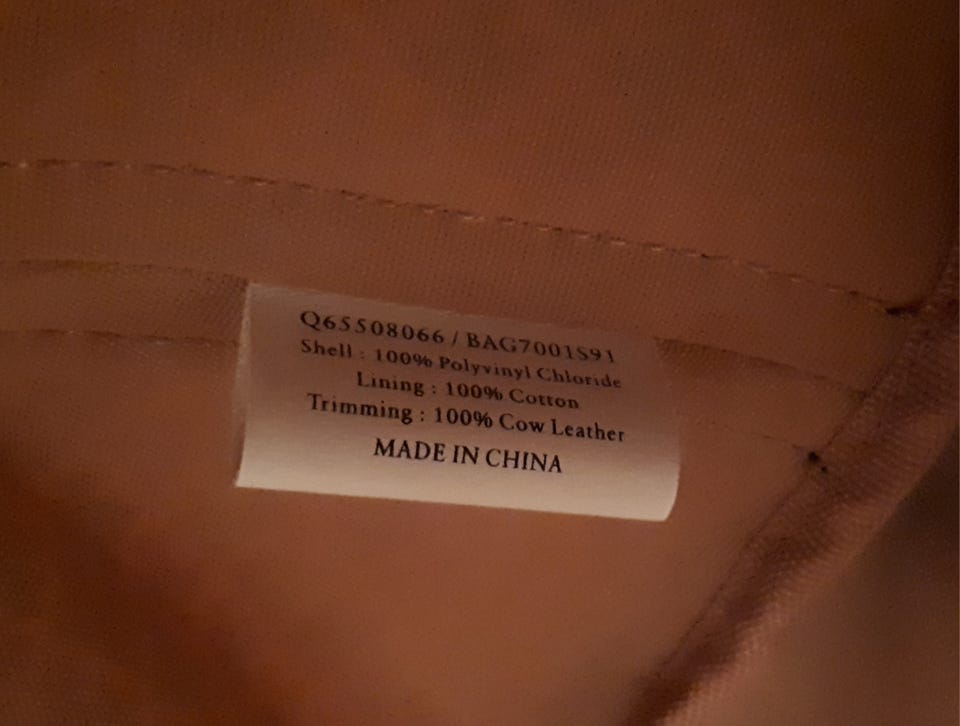 Q65508066 / BAG7001S91
Shell : 100% Polyvinyl Chloride
Lining : 100% Cotton
Trimming : 100% Cow Leather
MADE IN CHINA